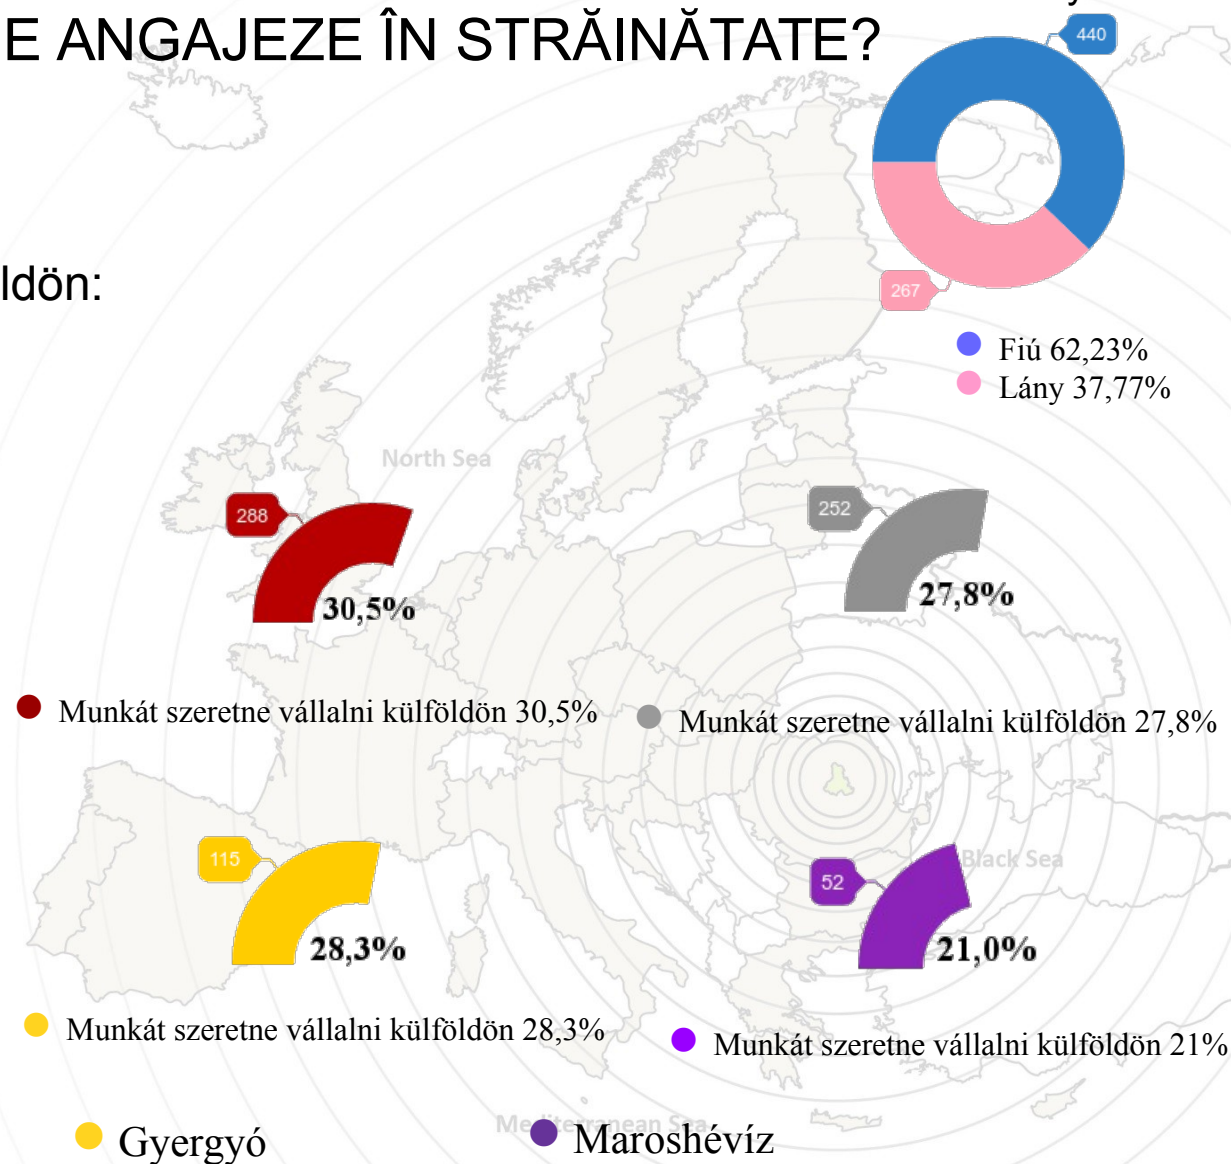 E ANGAJEZE ÎN STRĂINĂTATE?
440
ldön:
267
Fiú 62,23%
Lány 37,77%
North Sea
288
252
30,5%
27,8%
Munkát szeretne vállalni külföldön 30,5%
Munkát szeretne vállalni külföldön 27,8%
115
Black Sea
52
28,3%
21,0%
Munkát szeretne vállalni külföldön 28,3%
Munkát szeretne vállalni külföldön 21%
Mediterranean Sea
Gyergyó
Maroshévíz